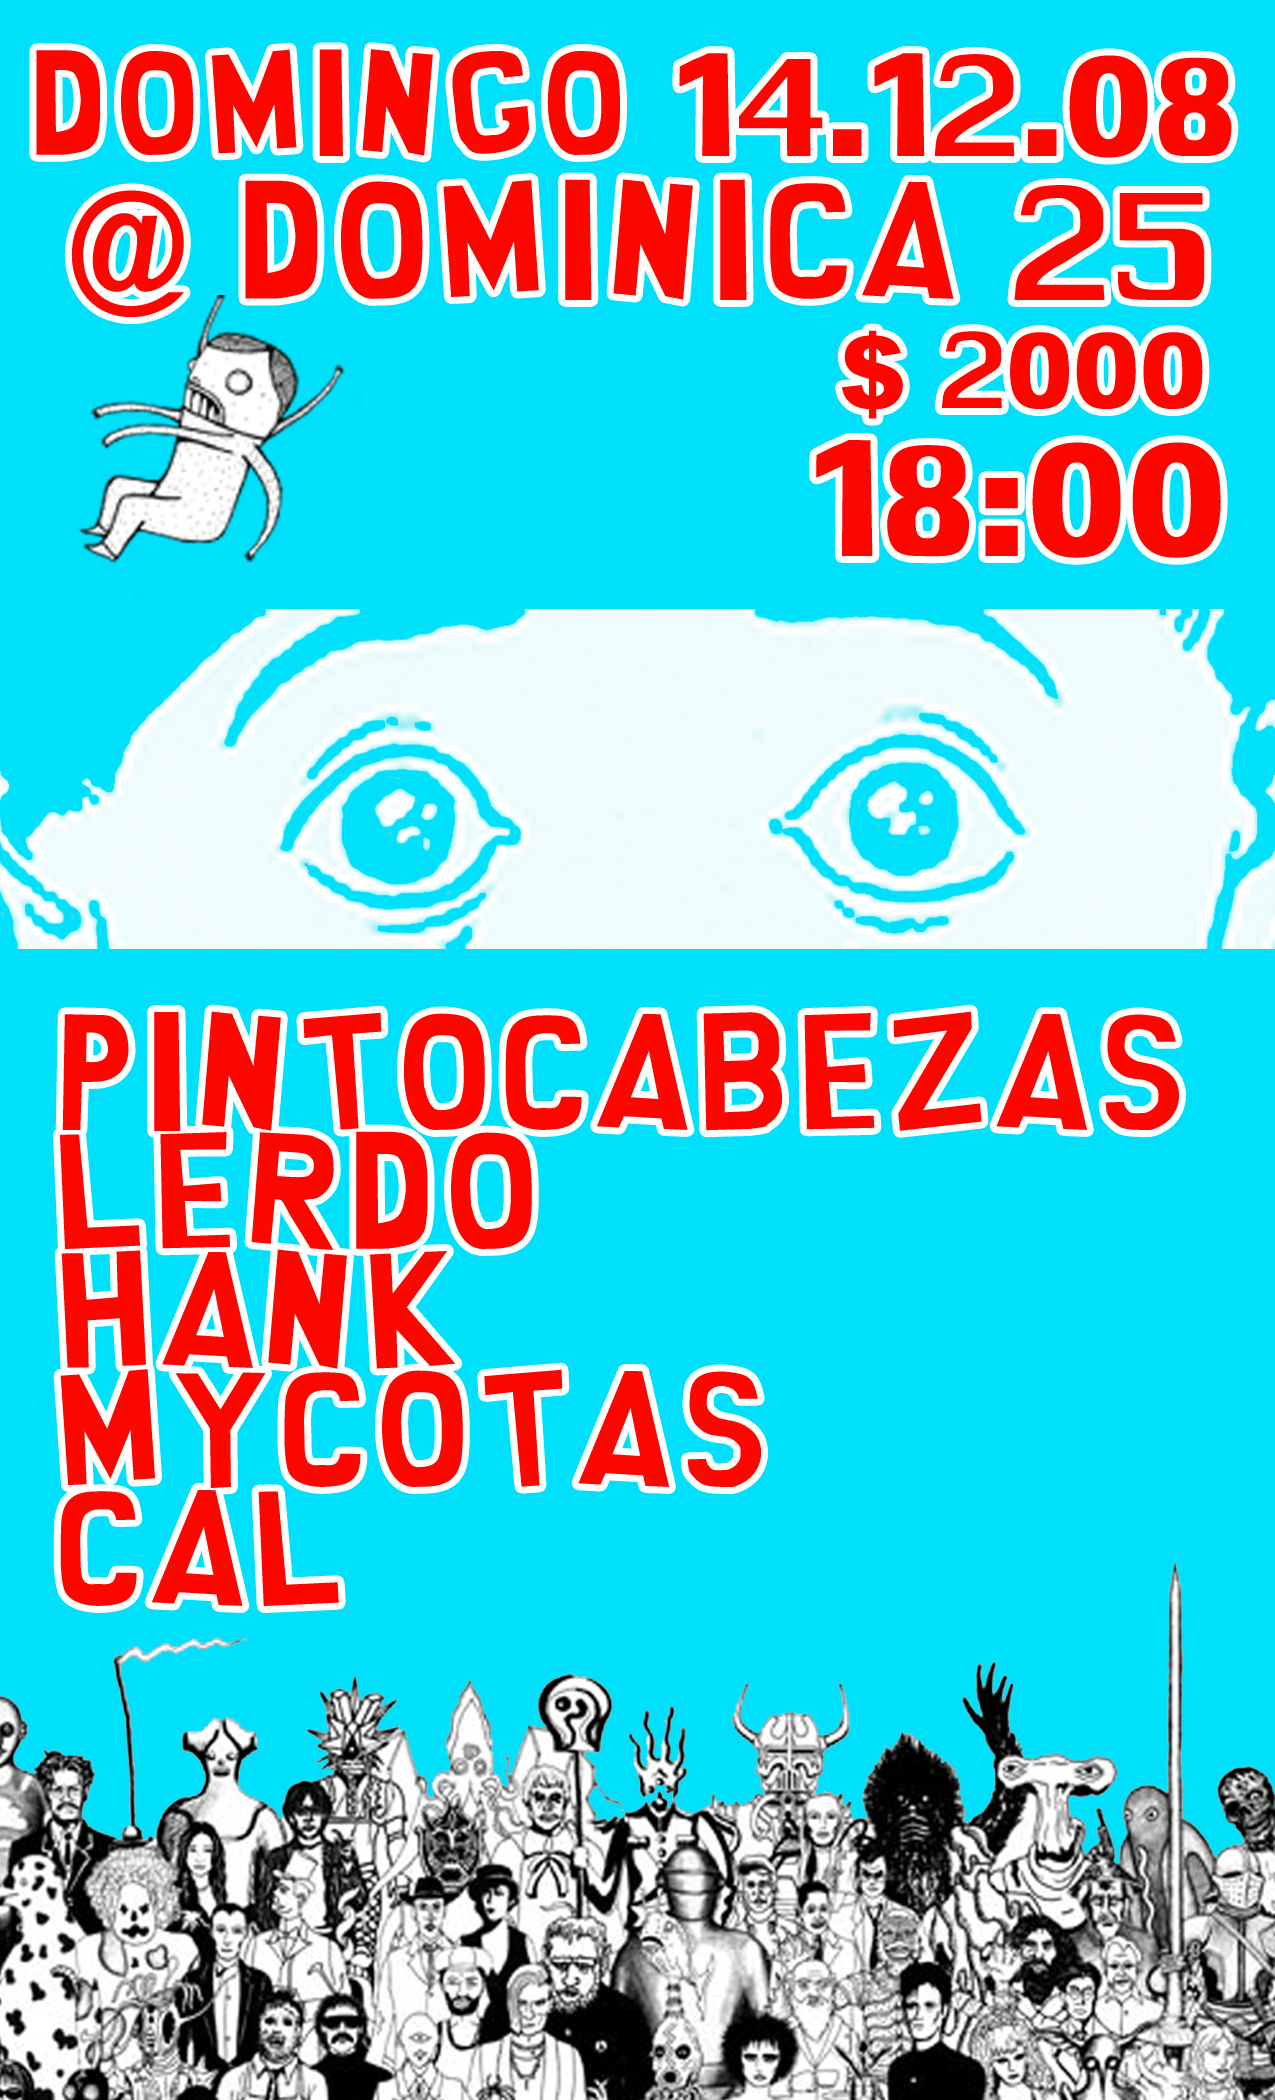 DOMINGO 14.12.08
@ DOMINICA 25
$ 2000
18:00
PINTOCABEZAS
LERDO
HANK
MYCOTAS
CAL